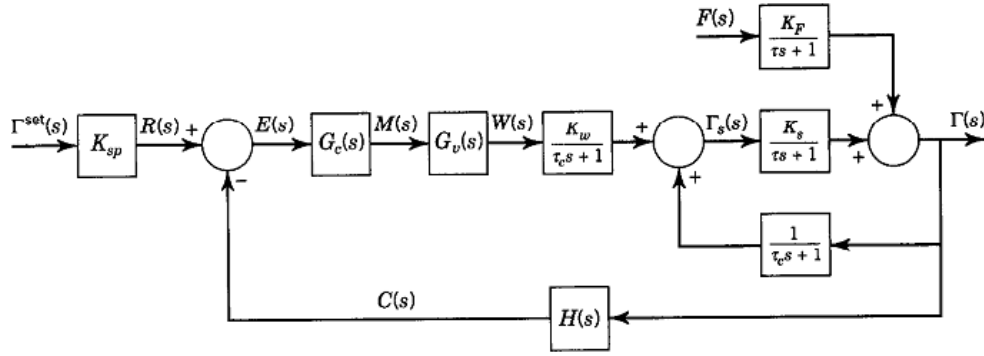 F(s)
K_F
τs + 1
Γ^set(s)
K_sp
R(s)
+
−
E(s)
G_c(s)
M(s)
G_v(s)
W(s)
K_w
τ_c s + 1
+
+
Γ_s(s)
K_s
τs + 1
+
+
Γ(s)
1
τ_c s + 1
C(s)
H(s)